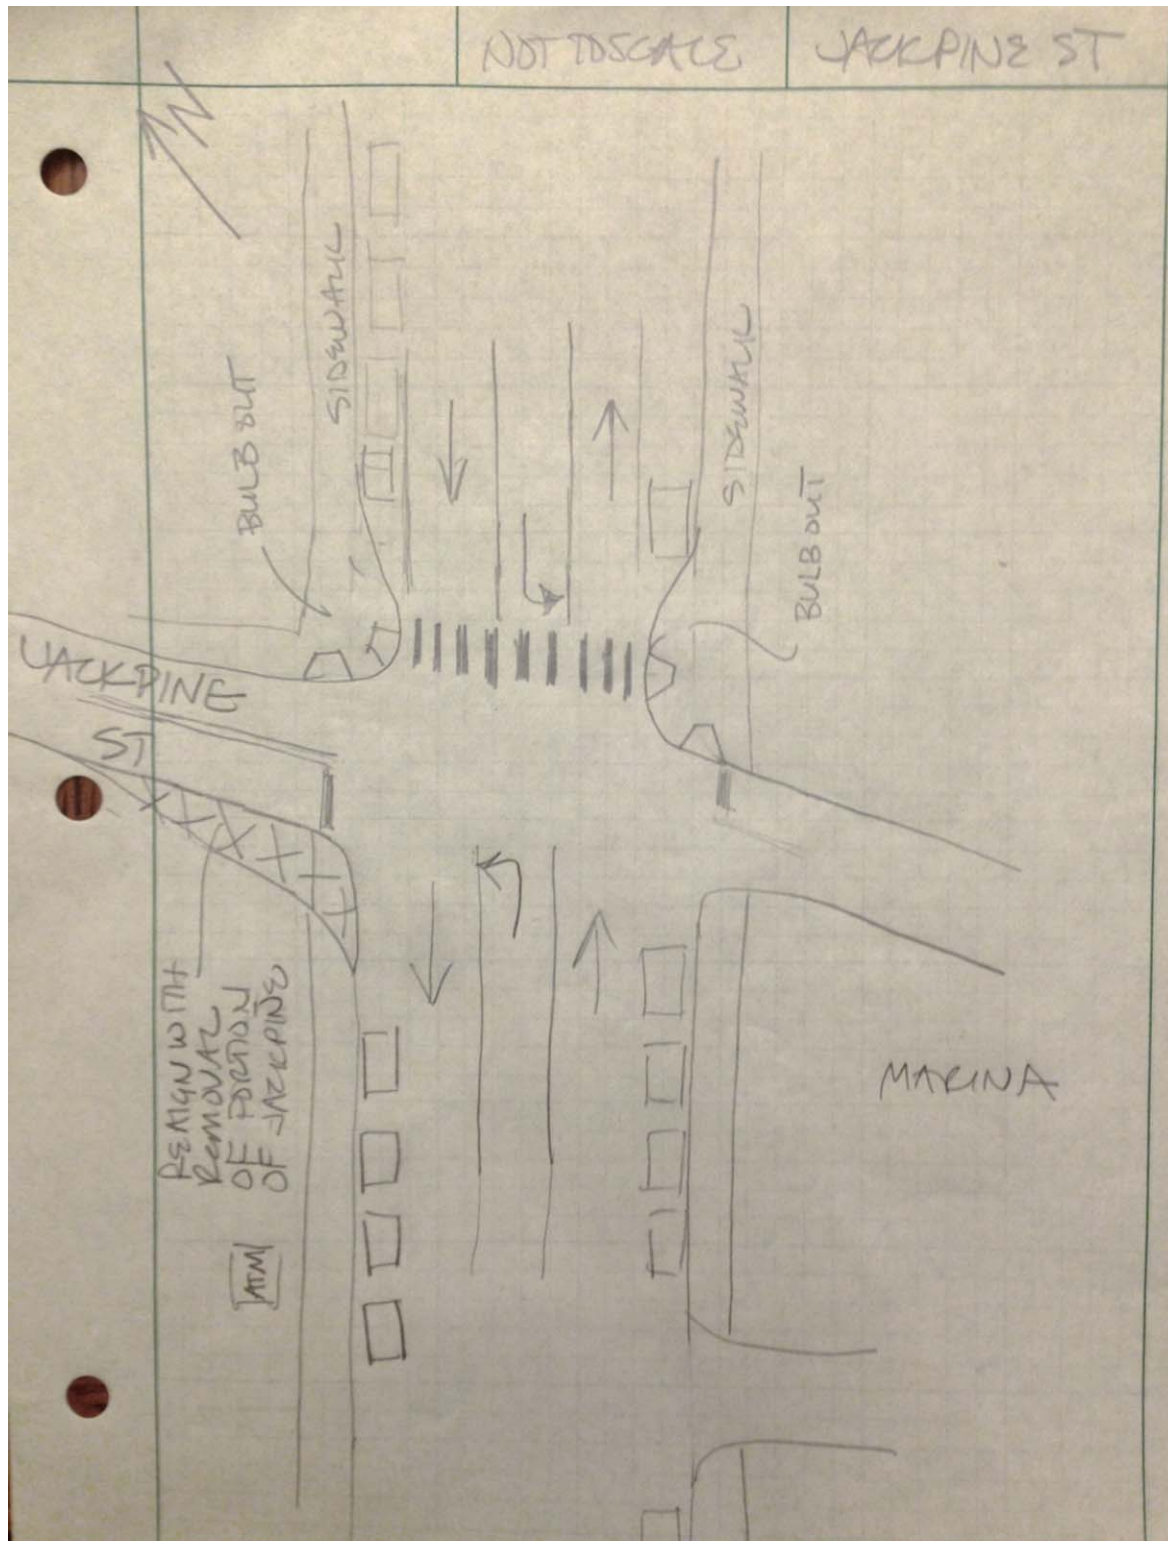 NOT TO SCALE
JACKPINE ST
N
SIDEWALK
BULB OUT
SIDEWALK
BULB OUT
JACKPINE
ST
REALIGN WITH
REMOVAL
OF PORTION
OF JACKPINE
MARINA
ATM